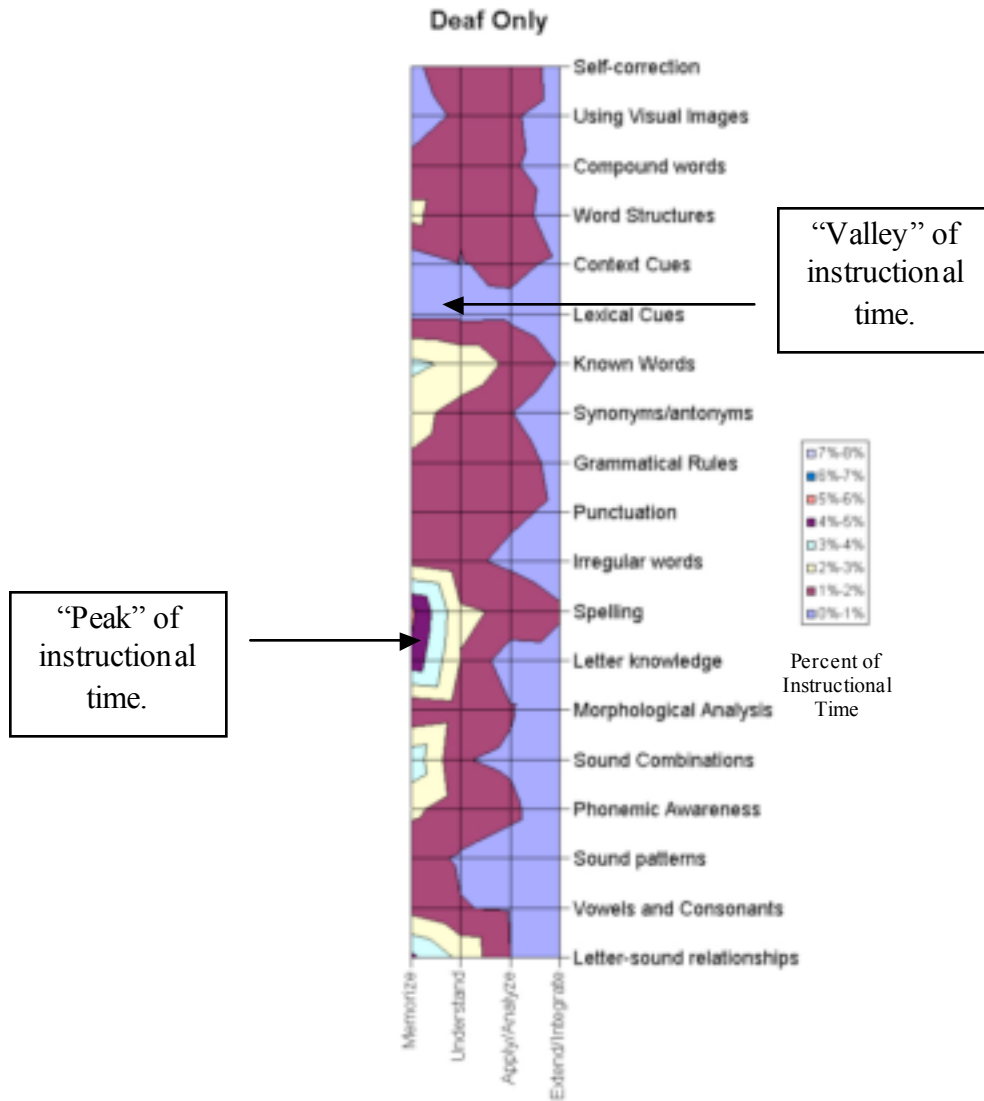 Deaf Only
Self-correction
Using Visual Images
Compound words
Word Structures
Context Cues
Lexical Cues
Known Words
Synonyms/antonyms
Grammatical Rules
Punctuation
Irregular words
Spelling
Letter knowledge
Morphological Analysis
Sound Combinations
Phonemic Awareness
Sound patterns
Vowels and Consonants
Letter-sound relationships
Memorize
Understand
Apply/Analyze
Extend/Integrate
“Valley” of
instructional
time.
“Peak” of
instructional
time.
7%-8%
6%-7%
5%-6%
4%-5%
3%-4%
2%-3%
1%-2%
0%-1%
Percent of
Instructional
Time